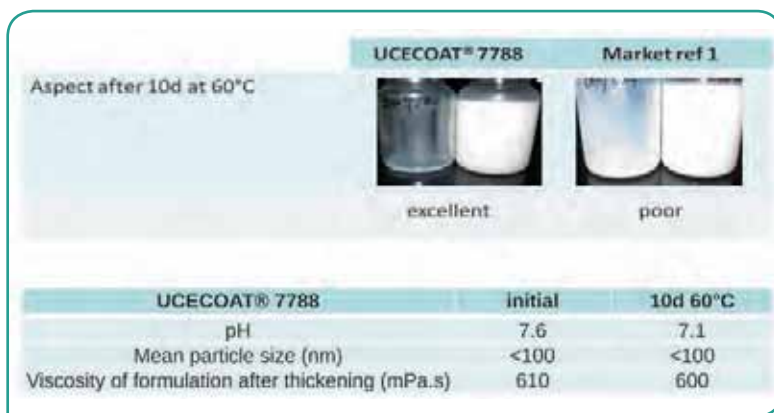 UCECOAT® 7788 Market ref 1
Aspect after 10d at 60°C
excellent poor
UCECOAT® 7788 initial 10d 60°C
pH 7.6 7.1
Mean particle size (nm) <100 <100
Viscosity of formulation after thickening (mPa.s) 610 600